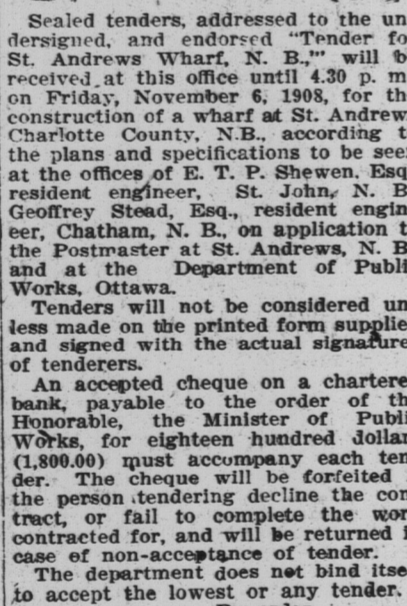 Sealed tenders, addressed to the un
dersigned, and endorsed "Tender fo
St. Andrews Wharf, N. B.,'" will b
received at this office until 4.30 p. m
on Friday, November 6, 1908, for th
construction of a wharf at St. Andrew
Charlotte County, N.B., according t
the plans and specifications to be see
at the offices of E. T. P. Shewen, Esq
resident engineer, St. John, N. B
Geoffrey Stead, Esq., resident engin
eer, Chatham, N. B., on application t
the Postmaster at St. Andrews, N. B
and at the Department of Publi
Works, Ottawa.
Tenders will not be considered un
less made on the printed form supplie
and signed with the actual signature
of tenderers.
An accepted cheque on a chartere
bank, payable to the order of th
Honorable, the Minister of Publi
Works, for eighteen hundred dollar
(1,800.00) must accompany each ten
der. The cheque will be forfeited
the person tendering decline the con
tract, or fail to complete the wor
contracted for, and will be returned i
case of non-acceptance of tender.
The department does not bind itse
to accept the lowest or any tender.